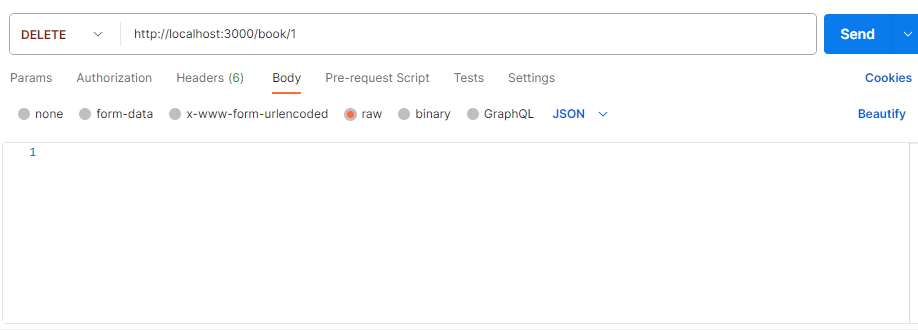 DELETE http://localhost:3000/book/1 Send
Params Authorization Headers (6) Body Pre-request Script Tests Settings Cookies
none form-data x-www-form-urlencoded raw binary GraphQL JSON Beautify
1